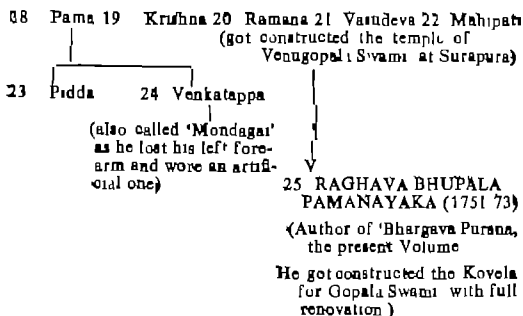 18 Pama 19 Krishna 20 Ramana 21 Vasudeva 22 Mahipati
(got constructed the temple of
Venugopala Swami at Surapura)
23 Pidda 24 Venkatappa
(also called 'Mondagai'
as he lost his left fore-
arm and wore an artifi-
cial one)
25 RAGHAVA BHUPALA
PAMANAYAKA (1751 73)
(Author of 'Bhargava Purana,
the present Volume
He got constructed the Kovela
for Gopala Swami with full
renovation )